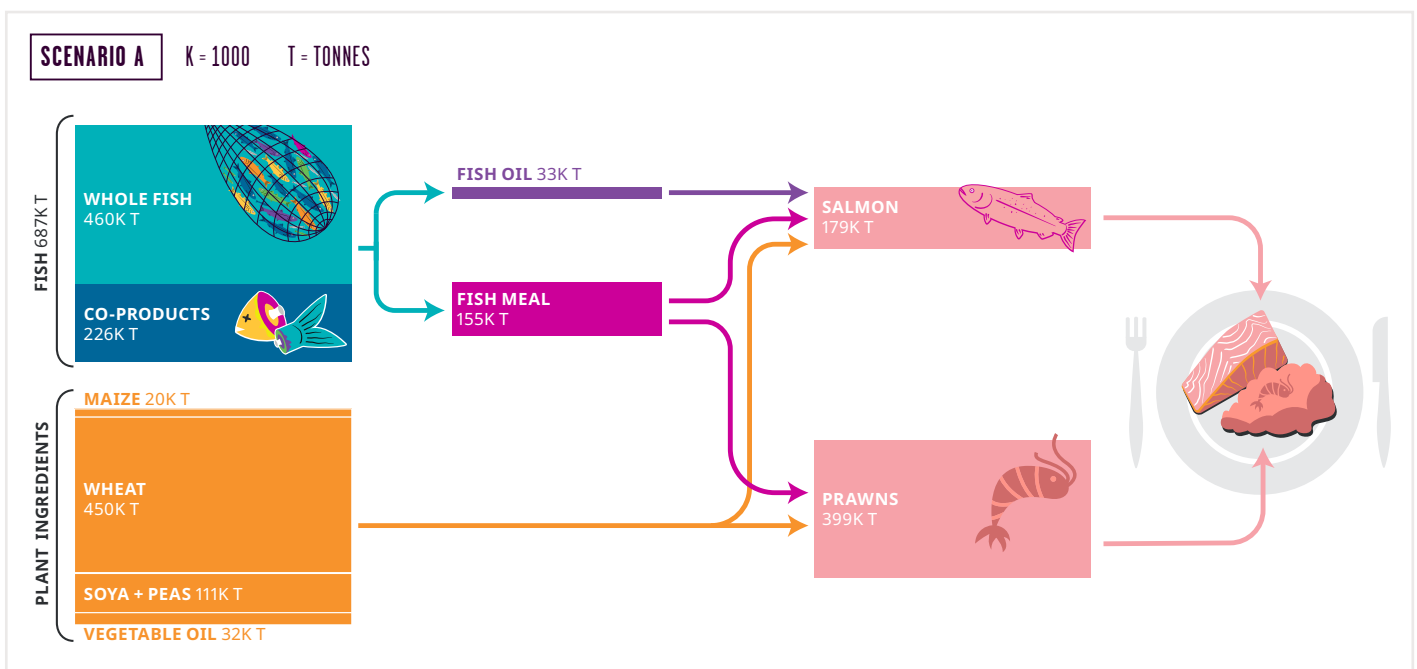 SCENARIO A K = 1000 T = TONNES
FISH 687K T
WHOLE FISH
460K T
CO-PRODUCTS
226K T
FISH OIL 33K T
FISH MEAL
155K T
SALMON
179K T
PLANT INGREDIENTS
MAIZE 20K T
WHEAT
450K T
SOYA + PEAS 111K T
VEGETABLE OIL 32K T
PRAWNS
399K T